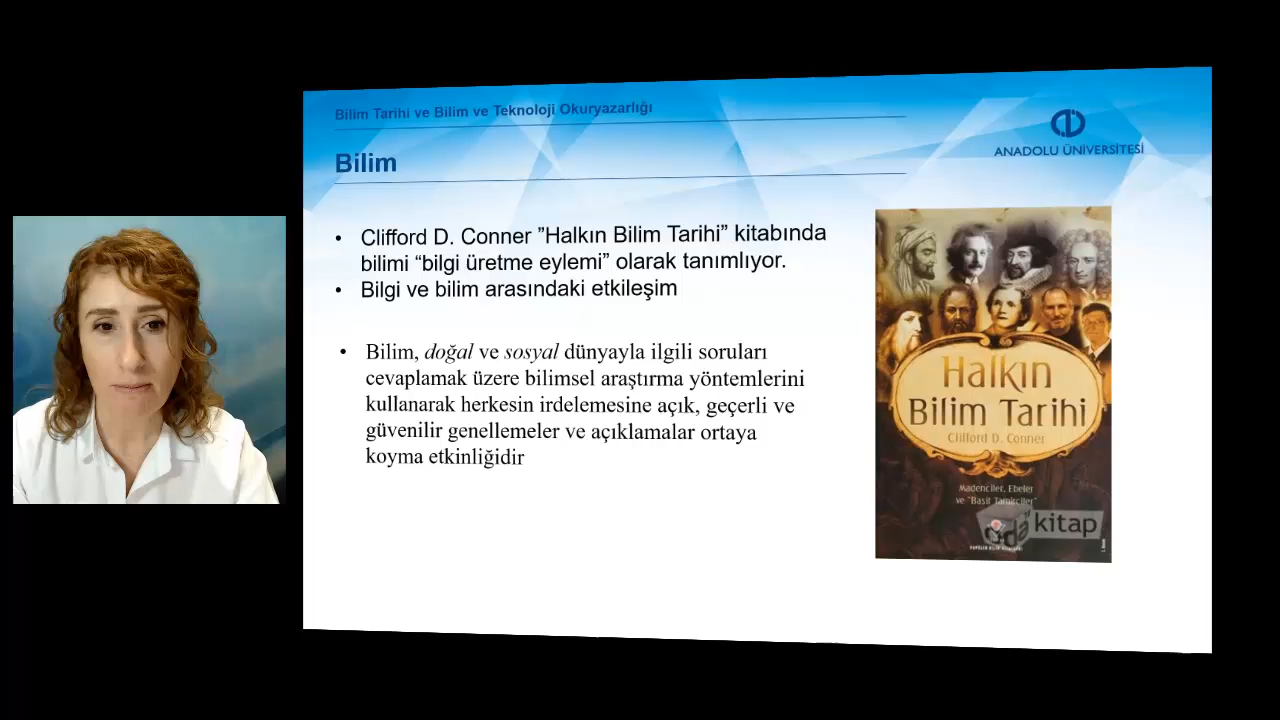 Bilim Tarihi ve Bilim ve Teknoloji Okuryazarlığı
ANADOLU ÜNİVERSİTESİ
Bilim
• Clifford D. Conner ”Halkın Bilim Tarihi” kitabında
bilimi “bilgi üretme eylemi” olarak tanımlıyor.
• Bilgi ve bilim arasındaki etkileşim
• Bilim, doğal ve sosyal dünyayla ilgili soruları
cevaplamak üzere bilimsel araştırma yöntemlerini
kullanarak herkesin irdelemesine açık, geçerli ve
güvenilir genellemeler ve açıklamalar ortaya
koyma etkinliğidir
Halkın
Bilim Tarihi
Clifford D. Conner
Madenciler, Ebeler
ve "Basit Tamirciler"
kitap